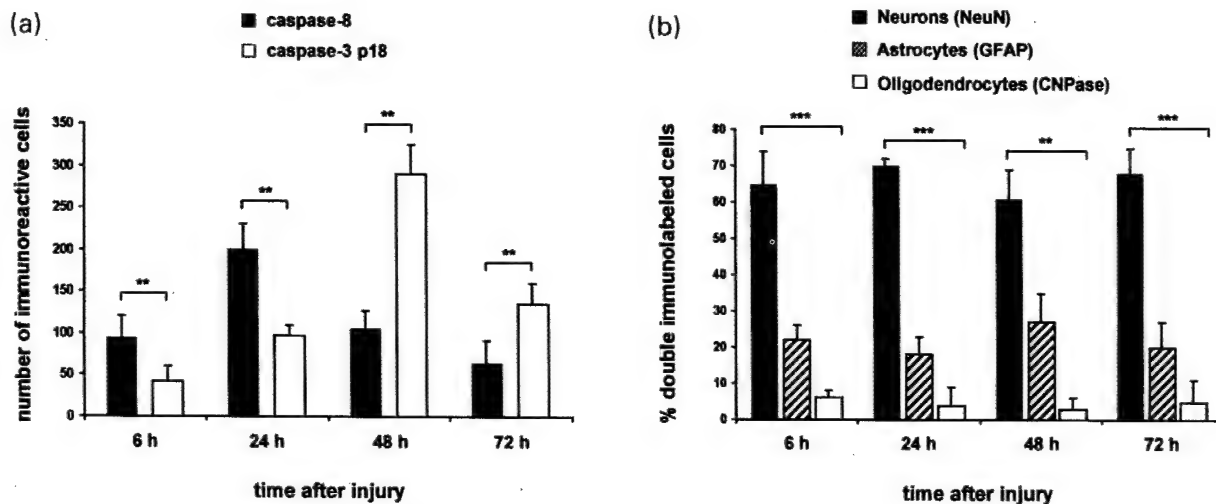 (a)
caspase-8
caspase-3 p18
number of immunoreactive cells
350
300
250
200
150
100
50
0
**
**
**
**
6 h
24 h
48 h
72 h
time after injury
(b)
Neurons (NeuN)
Astrocytes (GFAP)
Oligodendrocytes (CNPase)
% double immunolabeled cells
80
70
60
50
40
30
20
10
0
***
***
**
***
6 h
24 h
48 h
72 h
time after injury